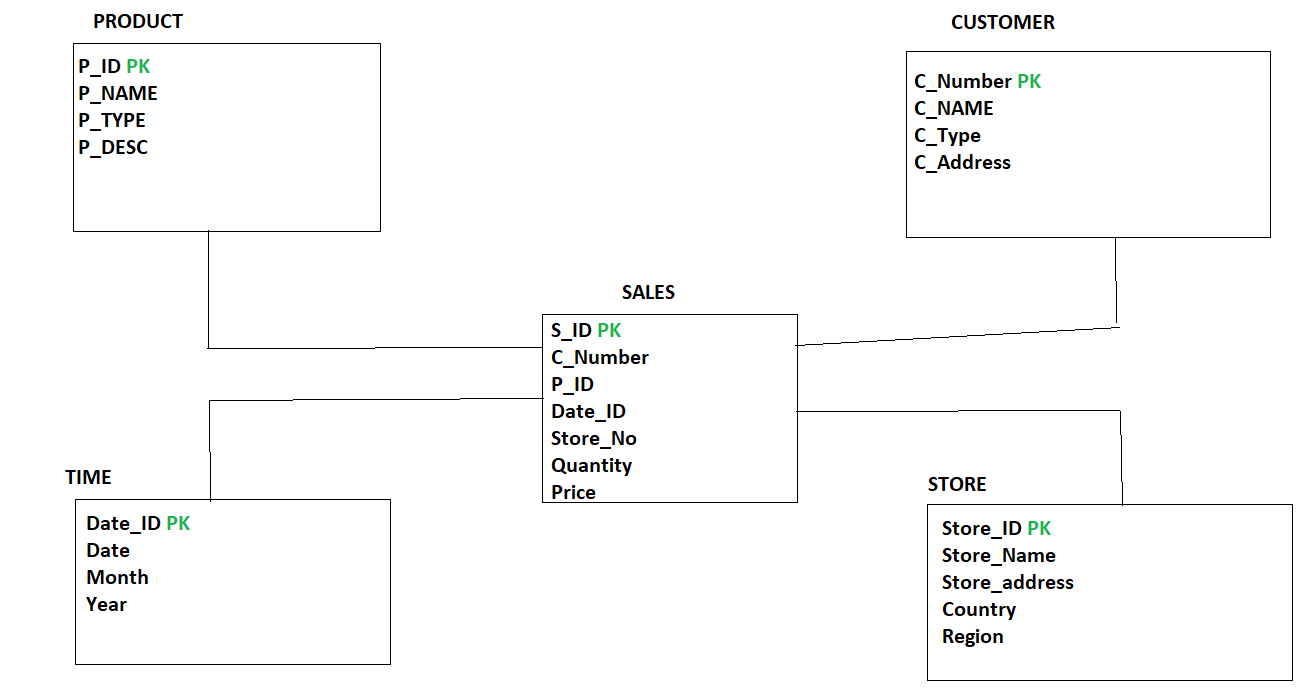 PRODUCT
P_ID PK
P_NAME
P_TYPE
P_DESC
CUSTOMER
C_Number PK
C_NAME
C_Type
C_Address
SALES
S_ID PK
C_Number
P_ID
Date_ID
Store_No
Quantity
Price
TIME
Date_ID PK
Date
Month
Year
STORE
Store_ID PK
Store_Name
Store_address
Country
Region